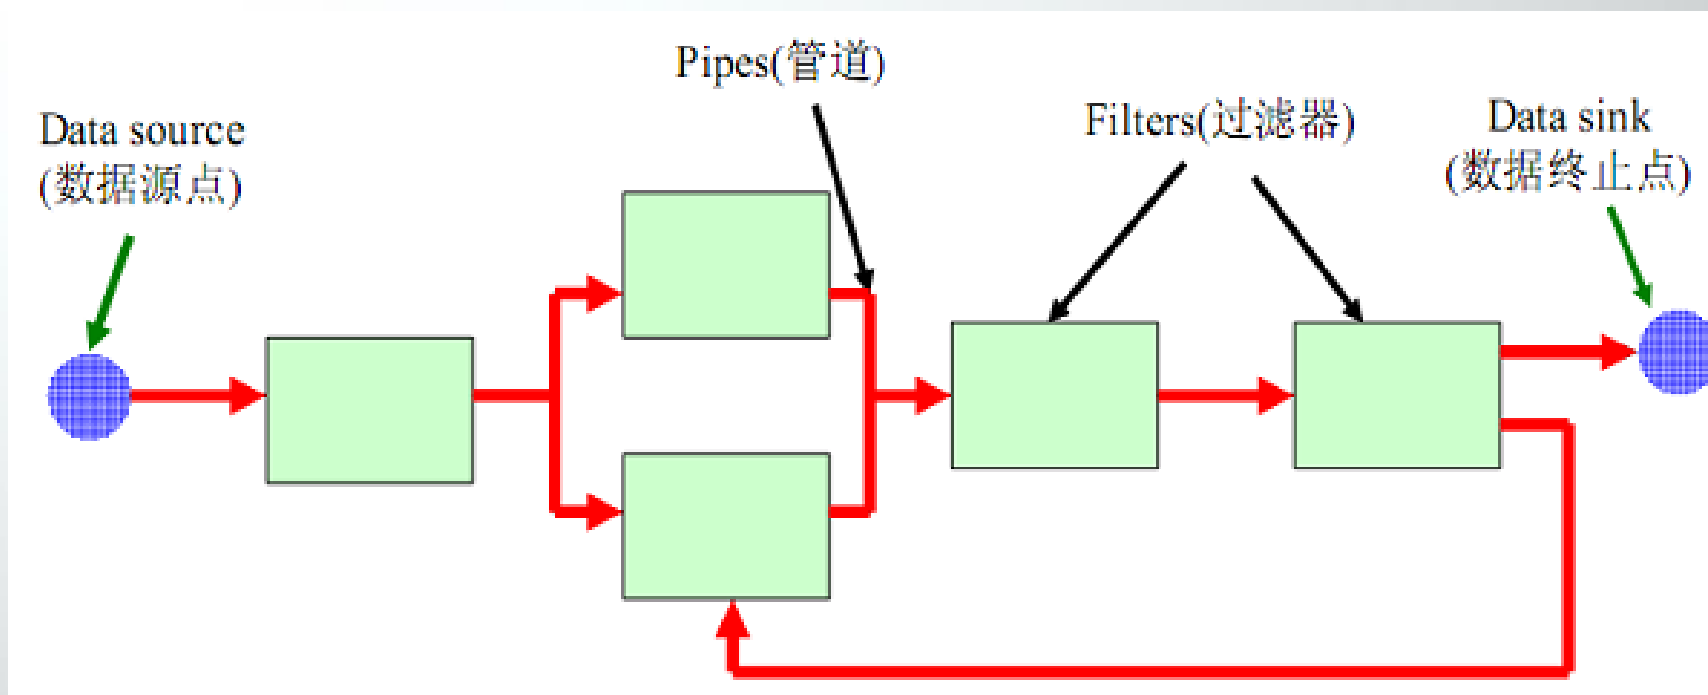 Data source
(数据源点)
Pipes(管道)
Filters(过滤器)
Data sink
(数据终止点)